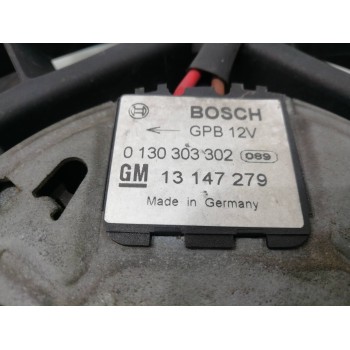 BOSCH
GPB 12V
0 130 303 302 089
GM 13 147 279
Made in Germany